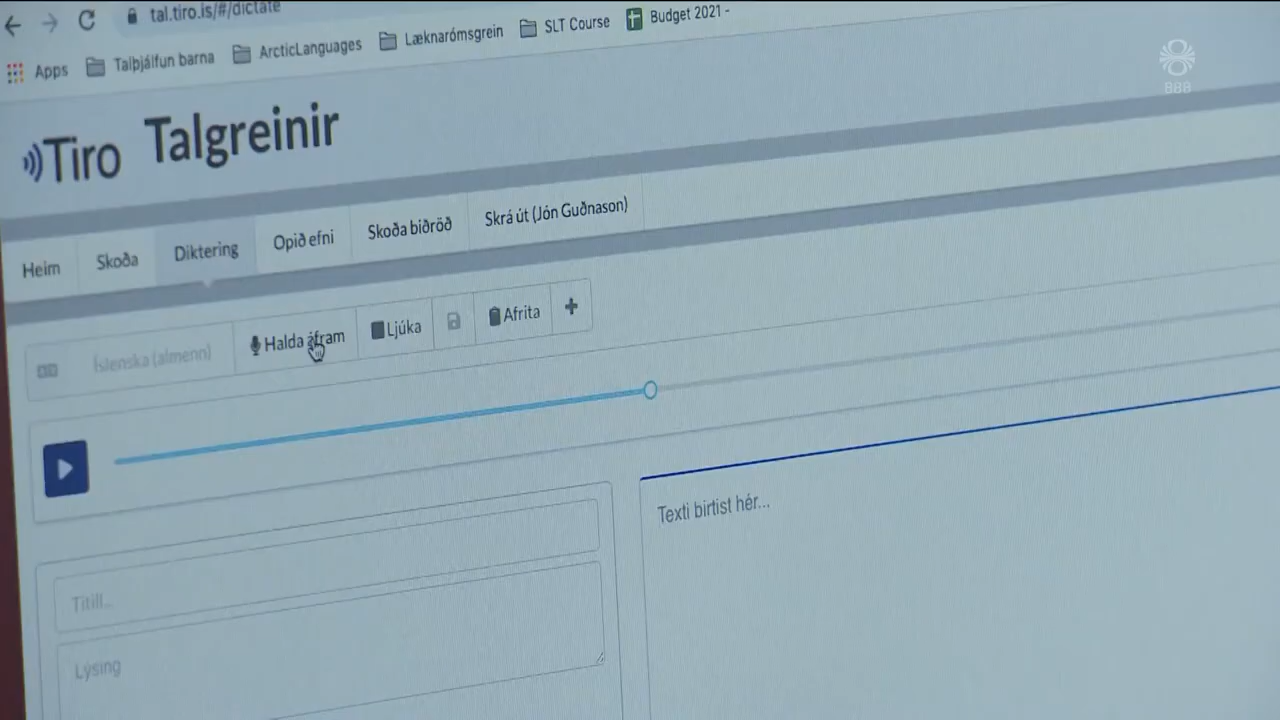 tal.tiro.is/#/dictate
Apps Talþjálfun barna ArcticLanguages Læknarómsgrein SLT Course Budget 2021 -
Tiro Talgreinir
Heim Skoða Diktering Opið efni Skoða biðröð Skrá út (Jón Guðnason)
Íslenska (almenn) Halda áfram Ljúka Afrita
Titill...
Lýsing
Texti birtist hér...
888